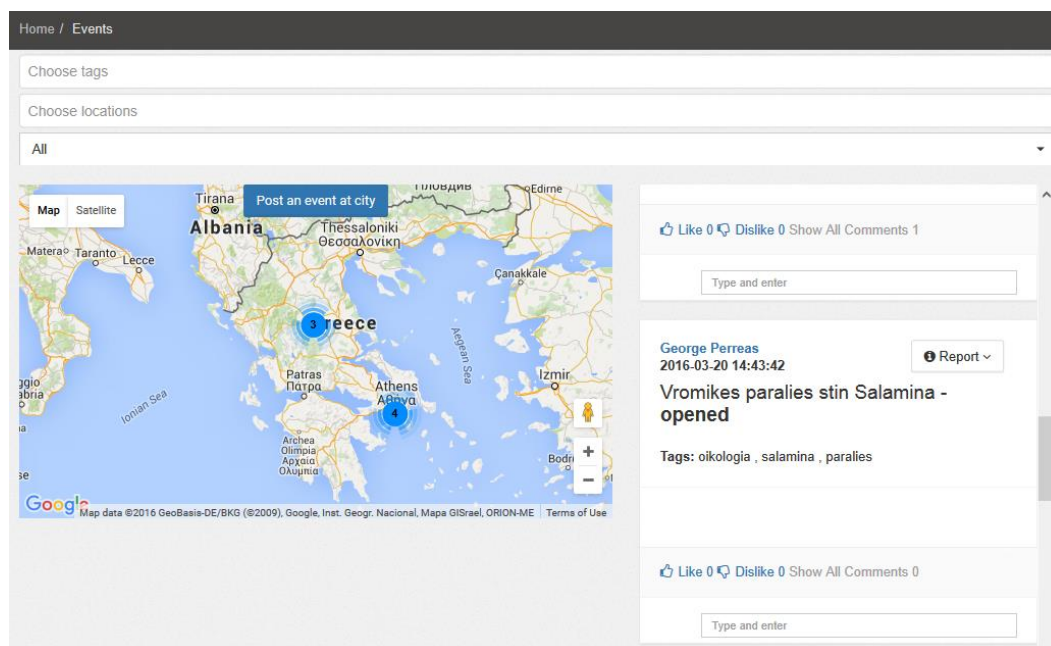 Home / Events
Choose tags
Choose locations
All
Map Satellite
Post an event at city
Tirana
Albania
Пловдив
Edirne
Thessaloniki
Θεσσαλονίκη
Matera
Taranto
Lecce
Çanakkale
3
reece
Aegean Sea
Izmir
Patras
Πάτρα
Athens
Αθήνα
4
ggio
abria
Ionian Sea
Archea
Olimpia
Αρχαία
Ολυμπία
Bodr
+
−
Google
Map data ©2016 GeoBasis-DE/BKG (©2009), Google, Inst. Geogr. Nacional, Mapa GISrael, ORION-ME Terms of Use
Like 0 Dislike 0 Show All Comments 1
Type and enter
George Perreas
2016-03-20 14:43:42
Report
Vromikes paralies stin Salamina -
opened
Tags: oikologia , salamina , paralies
Like 0 Dislike 0 Show All Comments 0
Type and enter